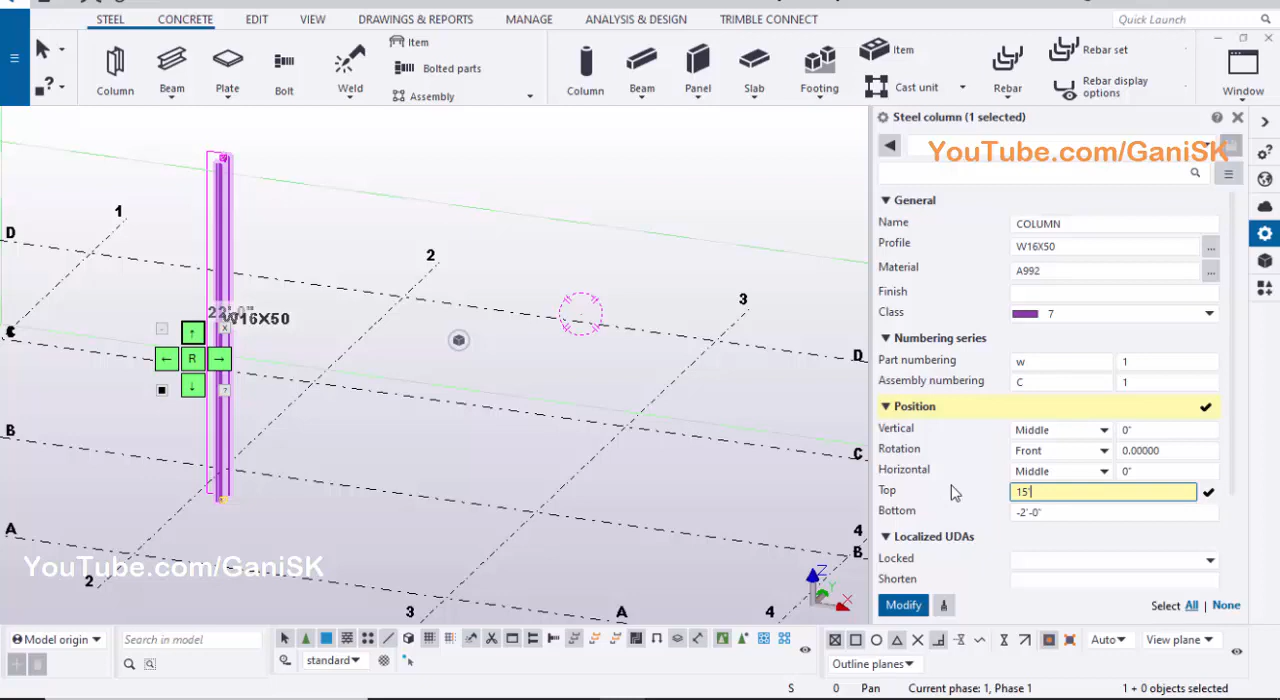 STEEL CONCRETE EDIT VIEW DRAWINGS & REPORTS MANAGE ANALYSIS & DESIGN TRIMBLE CONNECT Quick Launch
Column Beam Plate Bolt Weld Item Bolted parts Assembly Column Beam Panel Slab Footing Item Cast unit Rebar Rebar set Rebar display options Window
Steel column (1 selected)
YouTube.com/GaniSK
General
Name COLUMN
Profile W16X50 ...
Material A992 ...
Finish
Class 7
Numbering series
Part numbering w 1
Assembly numbering C 1
Position
Vertical Middle 0"
Rotation Front 0.00000
Horizontal Middle 0"
Top 15'
Bottom -2'-0"
Localized UDAs
Locked
Shorten
Modify Select All | None
1
D
2
3
W16X50
C
R
D
B
C
A
4
B
YouTube.com/GaniSK
2
3
A
4
Z
Y
X
Model origin Search in model
standard
Auto View plane
Outline planes
S 0 Pan Current phase: 1, Phase 1 1 + 0 objects selected